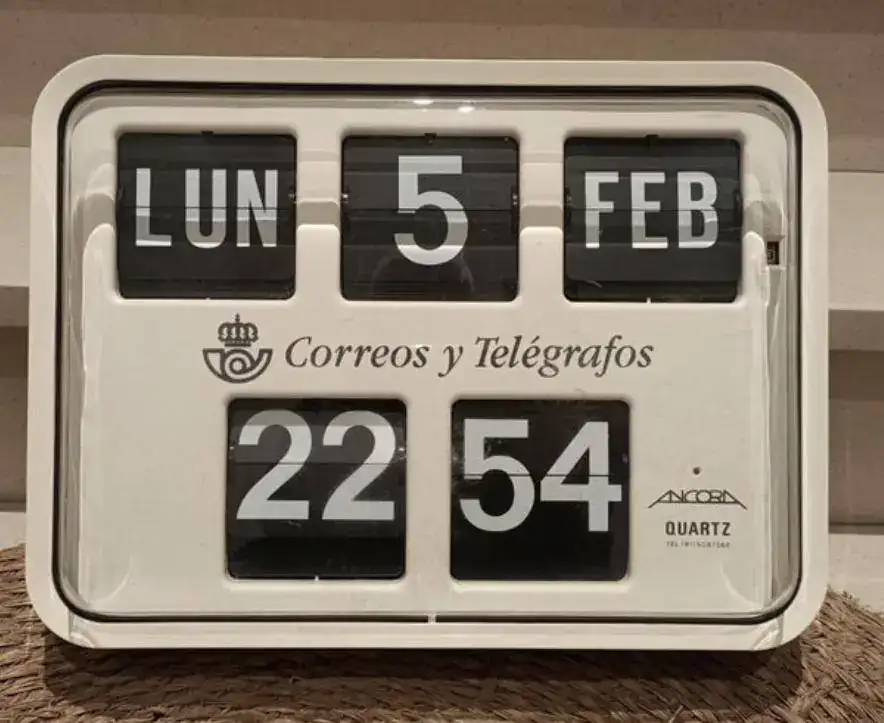 LUN 5 FEB
Correos y Telégrafos
22 54
ANCORA
QUARTZ